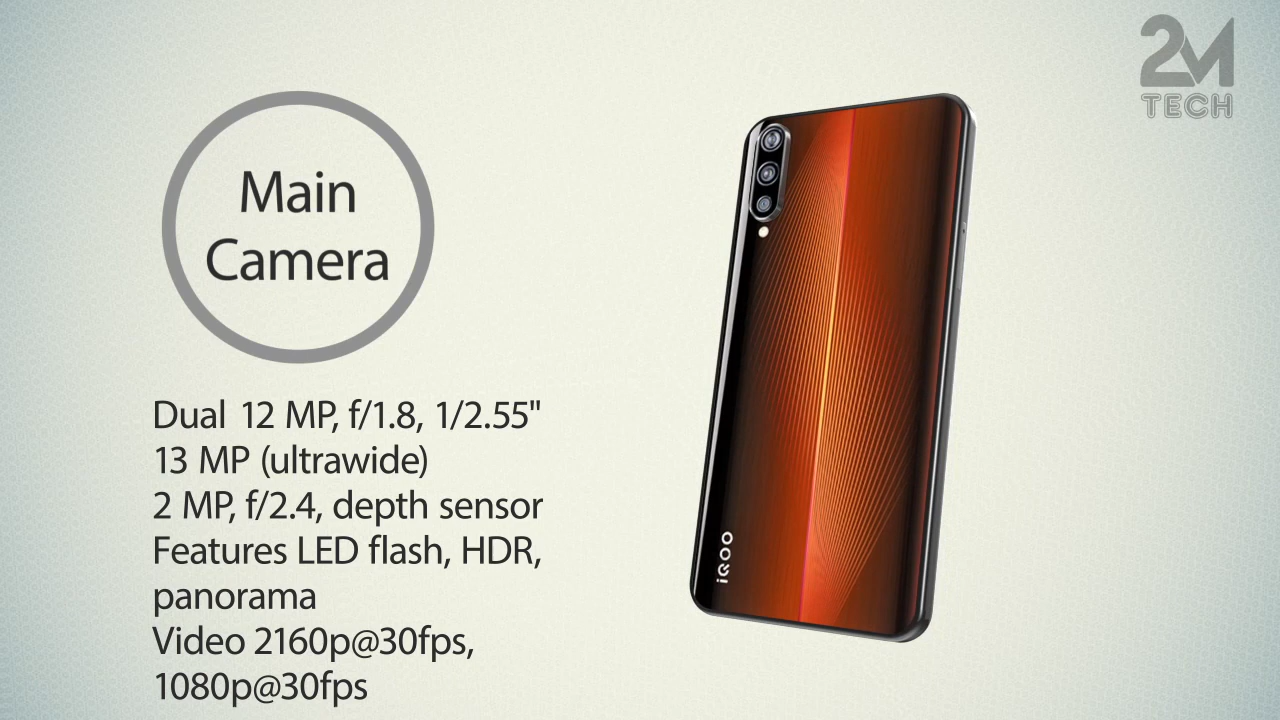 2M
TECH
Main
Camera
Dual 12 MP, f/1.8, 1/2.55"
13 MP (ultrawide)
2 MP, f/2.4, depth sensor
Features LED flash, HDR,
panorama
Video 2160p@30fps,
1080p@30fps
iQOO